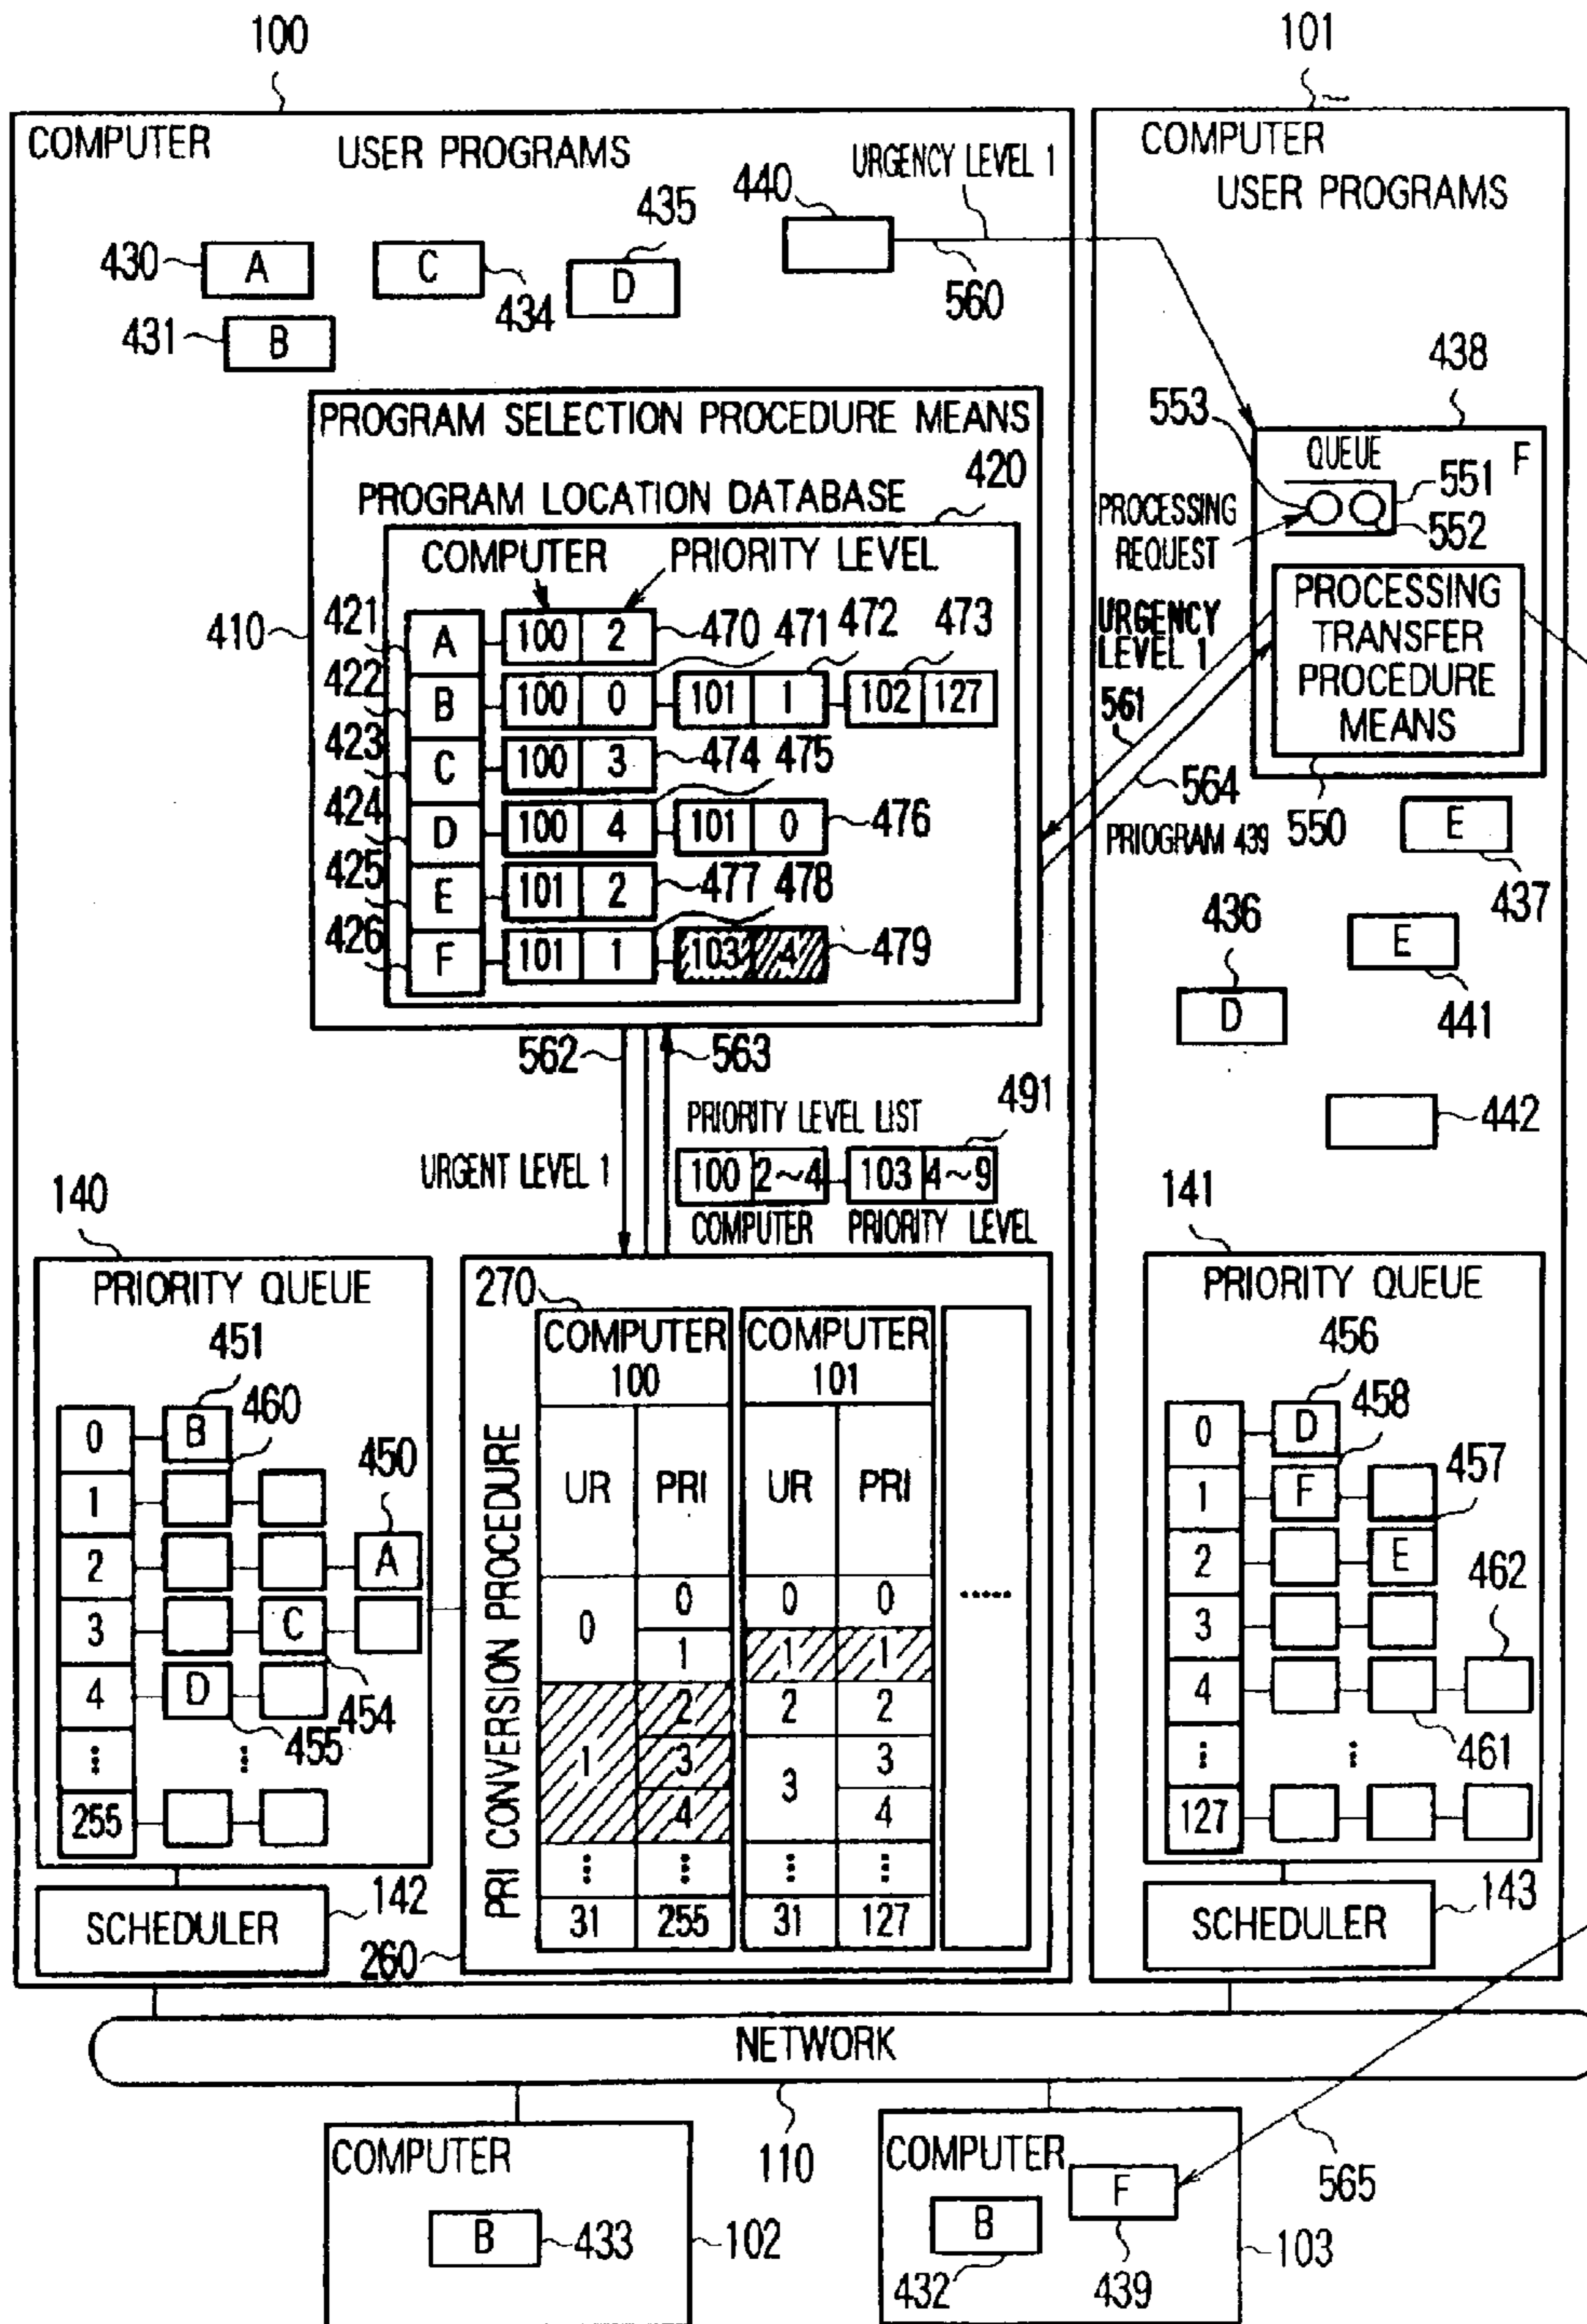 100
101
COMPUTER
USER PROGRAMS
URGENCY LEVEL 1
440
435
430
A
C
434
D
560
431
B
COMPUTER
USER PROGRAMS
438
553
QUEUE
F
551
552
PROCESSING
REQUEST
PROCESSING
TRANSFER
PROCEDURE
MEANS
URGENCY
LEVEL 1
561
564
PRIOGRAM 439
550
E
437
436
E
441
D
442
PROGRAM SELECTION PROCEDURE MEANS
420
PROGRAM LOCATION DATABASE
COMPUTER
PRIORITY LEVEL
410
421
A
100 2
470
471
472
473
422
B
100 0
101 1
102 127
423
C
100 3
474
475
424
D
100 4
101 0
476
425
E
101 2
477
478
426
F
101 1
103 4
479
562
563
URGENT LEVEL 1
PRIORITY LEVEL LIST
491
100 2~4
103 4~9
COMPUTER
PRIORITY LEVEL
140
PRIORITY QUEUE
451
460
450
0
B
1
2
A
3
C
4
D
455
454
⋮
⋯
255
SCHEDULER
142
270
PRI CONVERSION PROCEDURE
COMPUTER
100
COMPUTER
101
UR PRI UR PRI
0 0 0 0
1 1 1
1 2 2 2
3 3 3
4 4
⋮ ⋮ ⋮ ⋮
31 255 31 127
.....
260
141
PRIORITY QUEUE
456
458
457
0
D
1
F
2
E
462
3
4
461
⋮
⋮
127
SCHEDULER
143
NETWORK
110
COMPUTER
B
433
102
COMPUTER
B
432
F
439
103
565